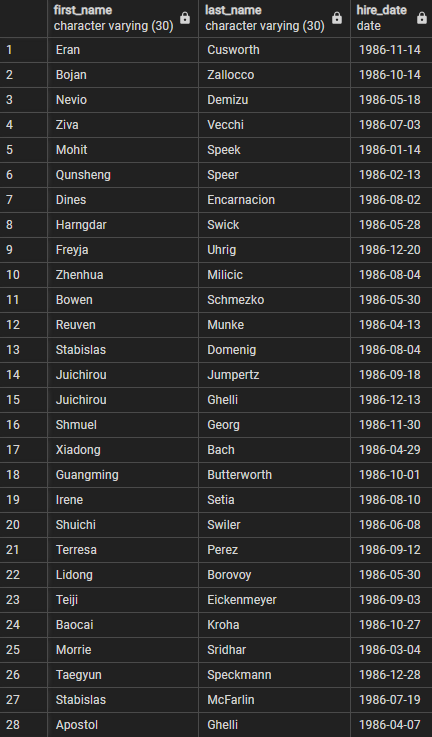 first_name last_name hire_date
character varying (30) character varying (30) date
1 Eran Cusworth 1986-11-14
2 Bojan Zallocco 1986-10-14
3 Nevio Demizu 1986-05-18
4 Ziva Vecchi 1986-07-03
5 Mohit Speek 1986-01-14
6 Qunsheng Speer 1986-02-13
7 Dines Encarnacion 1986-08-02
8 Harngdar Swick 1986-05-28
9 Freyja Uhrig 1986-12-20
10 Zhenhua Milicic 1986-08-04
11 Bowen Schmezko 1986-05-30
12 Reuven Munke 1986-04-13
13 Stabislas Domenig 1986-08-04
14 Juichirou Jumpertz 1986-09-18
15 Juichirou Ghelli 1986-12-13
16 Shmuel Georg 1986-11-30
17 Xiadong Bach 1986-04-29
18 Guangming Butterworth 1986-10-01
19 Irene Setia 1986-08-10
20 Shuichi Swiler 1986-06-08
21 Terresa Perez 1986-09-12
22 Lidong Borovoy 1986-05-30
23 Teiji Eickenmeyer 1986-09-03
24 Baocai Kroha 1986-10-27
25 Morrie Sridhar 1986-03-04
26 Taegyun Speckmann 1986-12-28
27 Stabislas McFarlin 1986-07-19
28 Apostol Ghelli 1986-04-07